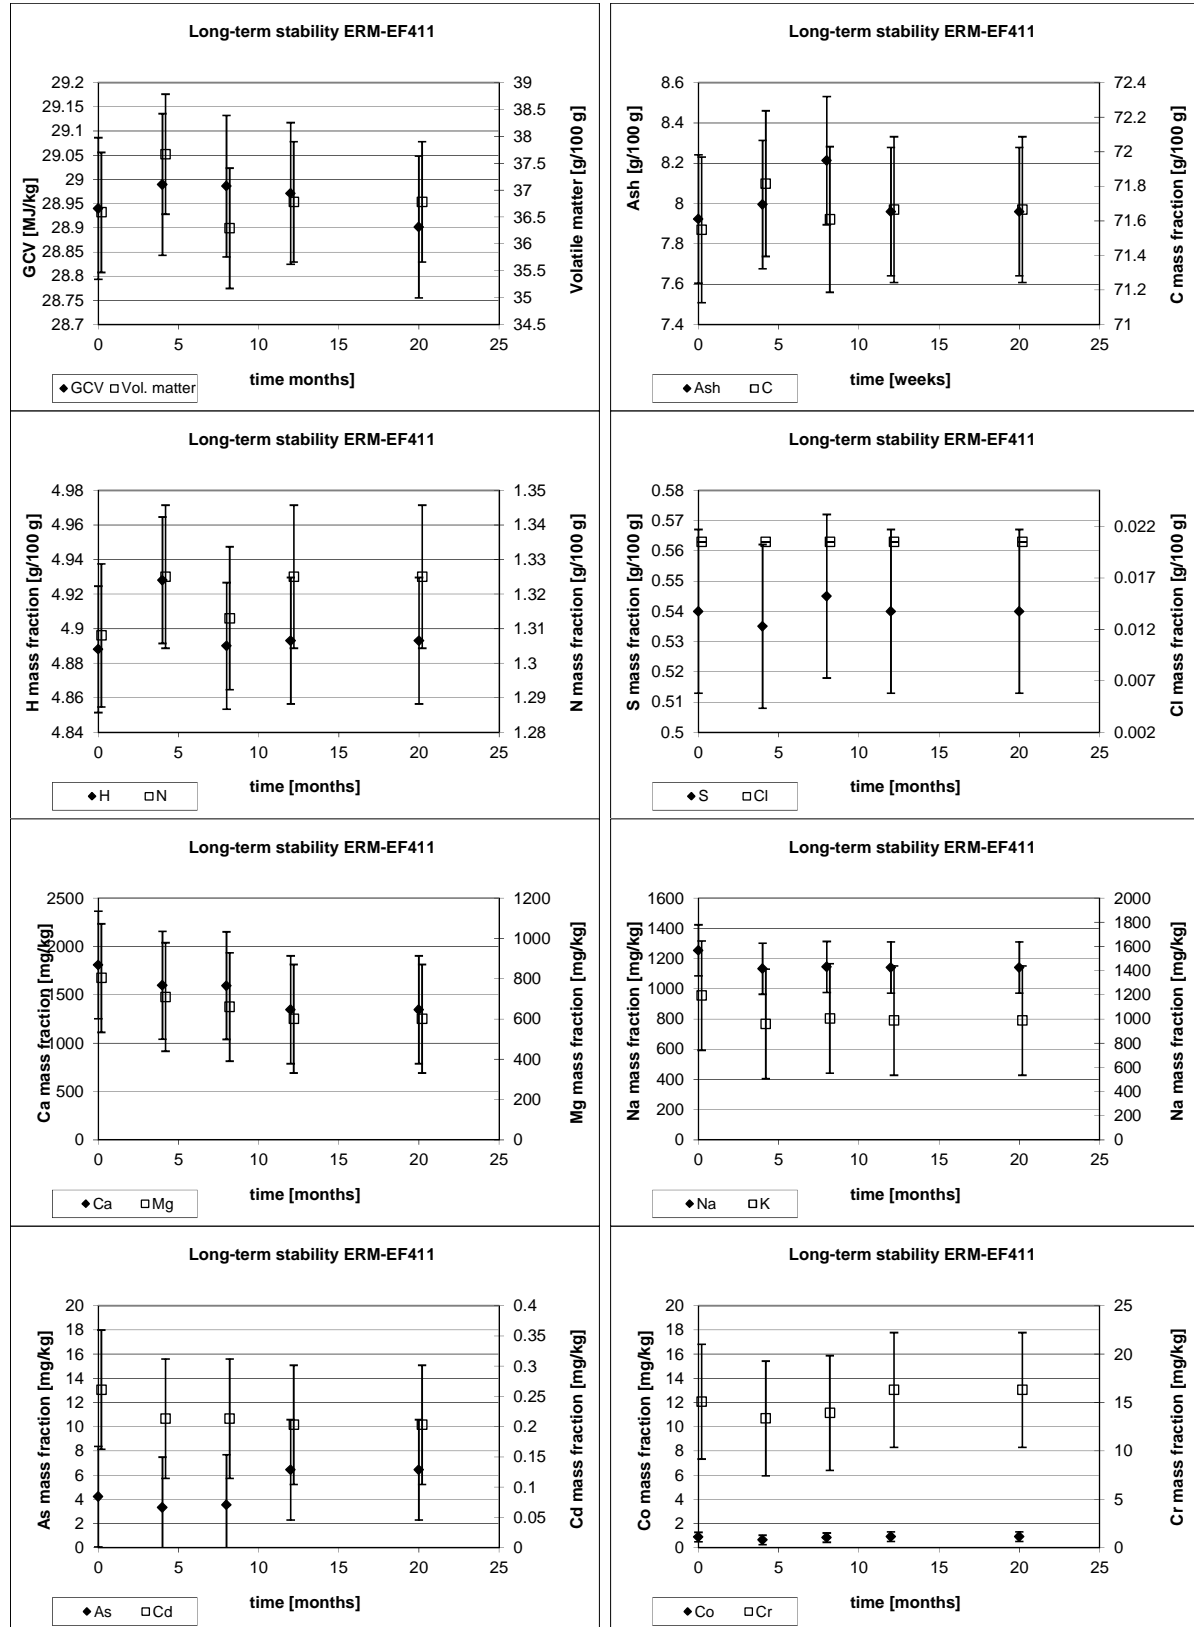 Long-term stability ERM-EF411
GCV [MJ/kg]
29.2
29.15
29.1
29.05
29
28.95
28.9
28.85
28.8
28.75
28.7
39
38.5
38
37.5
37
36.5
36
35.5
35
34.5
34
Volatile matter [g/100 g]
0 5 10 15 20 25
time months]
GCV Vol. matter
Long-term stability ERM-EF411
Ash [g/100 g]
8.6
8.4
8.2
8
7.8
7.6
7.4
72.4
72.2
72
71.8
71.6
71.4
71.2
71
C mass fraction [g/100 g]
0 5 10 15 20 25
time [weeks]
Ash C
Long-term stability ERM-EF411
H mass fraction [g/100 g]
4.98
4.96
4.94
4.92
4.9
4.88
4.86
4.84
1.35
1.34
1.33
1.32
1.31
1.3
1.29
1.28
N mass fraction [g/100 g]
0 5 10 15 20 25
time [months]
H N
Long-term stability ERM-EF411
S mass fraction [g/100 g]
0.58
0.57
0.56
0.55
0.54
0.53
0.52
0.51
0.5
0.022
0.017
0.012
0.007
0.002
Cl mass fraction [g/100 g]
0 5 10 15 20 25
time [months]
S Cl
Long-term stability ERM-EF411
Ca mass fraction [mg/kg]
2500
2000
1500
1000
500
0
1200
1000
800
600
400
200
0
Mg mass fraction [mg/kg]
0 5 10 15 20 25
time [months]
Ca Mg
Long-term stability ERM-EF411
Na mass fraction [mg/kg]
1600
1400
1200
1000
800
600
400
200
0
2000
1800
1600
1400
1200
1000
800
600
400
200
0
Na mass fraction [mg/kg]
0 5 10 15 20 25
time [months]
Na K
Long-term stability ERM-EF411
As mass fraction [mg/kg]
20
18
16
14
12
10
8
6
4
2
0
0.4
0.35
0.3
0.25
0.2
0.15
0.1
0.05
0
Cd mass fraction [mg/kg]
0 5 10 15 20 25
time [months]
As Cd
Long-term stability ERM-EF411
Co mass fraction [mg/kg]
20
18
16
14
12
10
8
6
4
2
0
25
20
15
10
5
0
Cr mass fraction [mg/kg]
0 5 10 15 20 25
time [months]
Co Cr